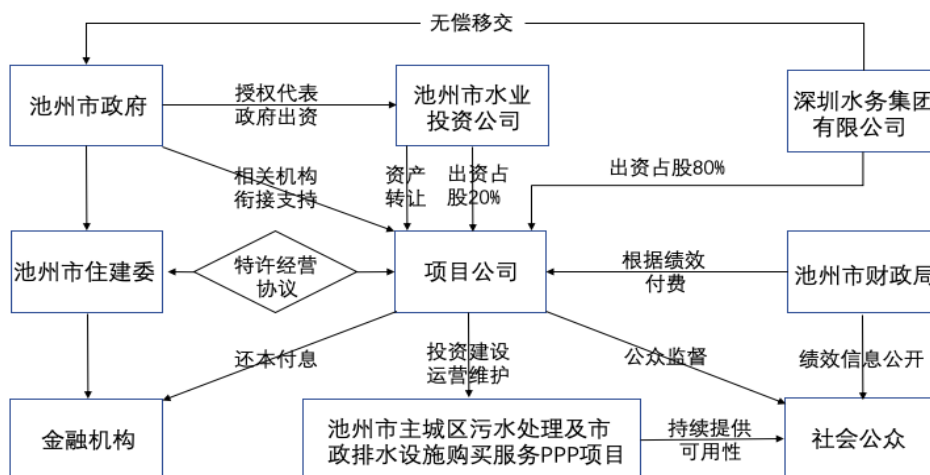 无偿移交
池州市政府
授权代表
政府出资
池州市水业
投资公司
深圳水务集团
有限公司
相关机构
衔接支持
资产
转让
出资占
股20%
出资占股80%
池州市住建委
特许经营
协议
项目公司
根据绩效
付费
池州市财政局
还本付息
投资建设
运营维护
公众监督
绩效信息公开
金融机构
池州市主城区污水处理及市
政排水设施购买服务PPP项目
持续提供
可用性
社会公众